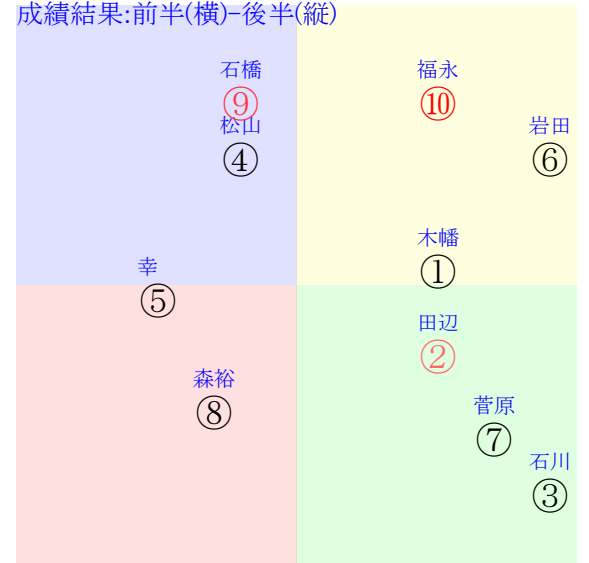 成績結果:前半(横)-後半(縦)
石橋
⑨
福永
⑩
松山
④
岩田
⑥
木幡
①
幸
⑤
田辺
②
森裕
⑧
菅原
⑦
石川
③